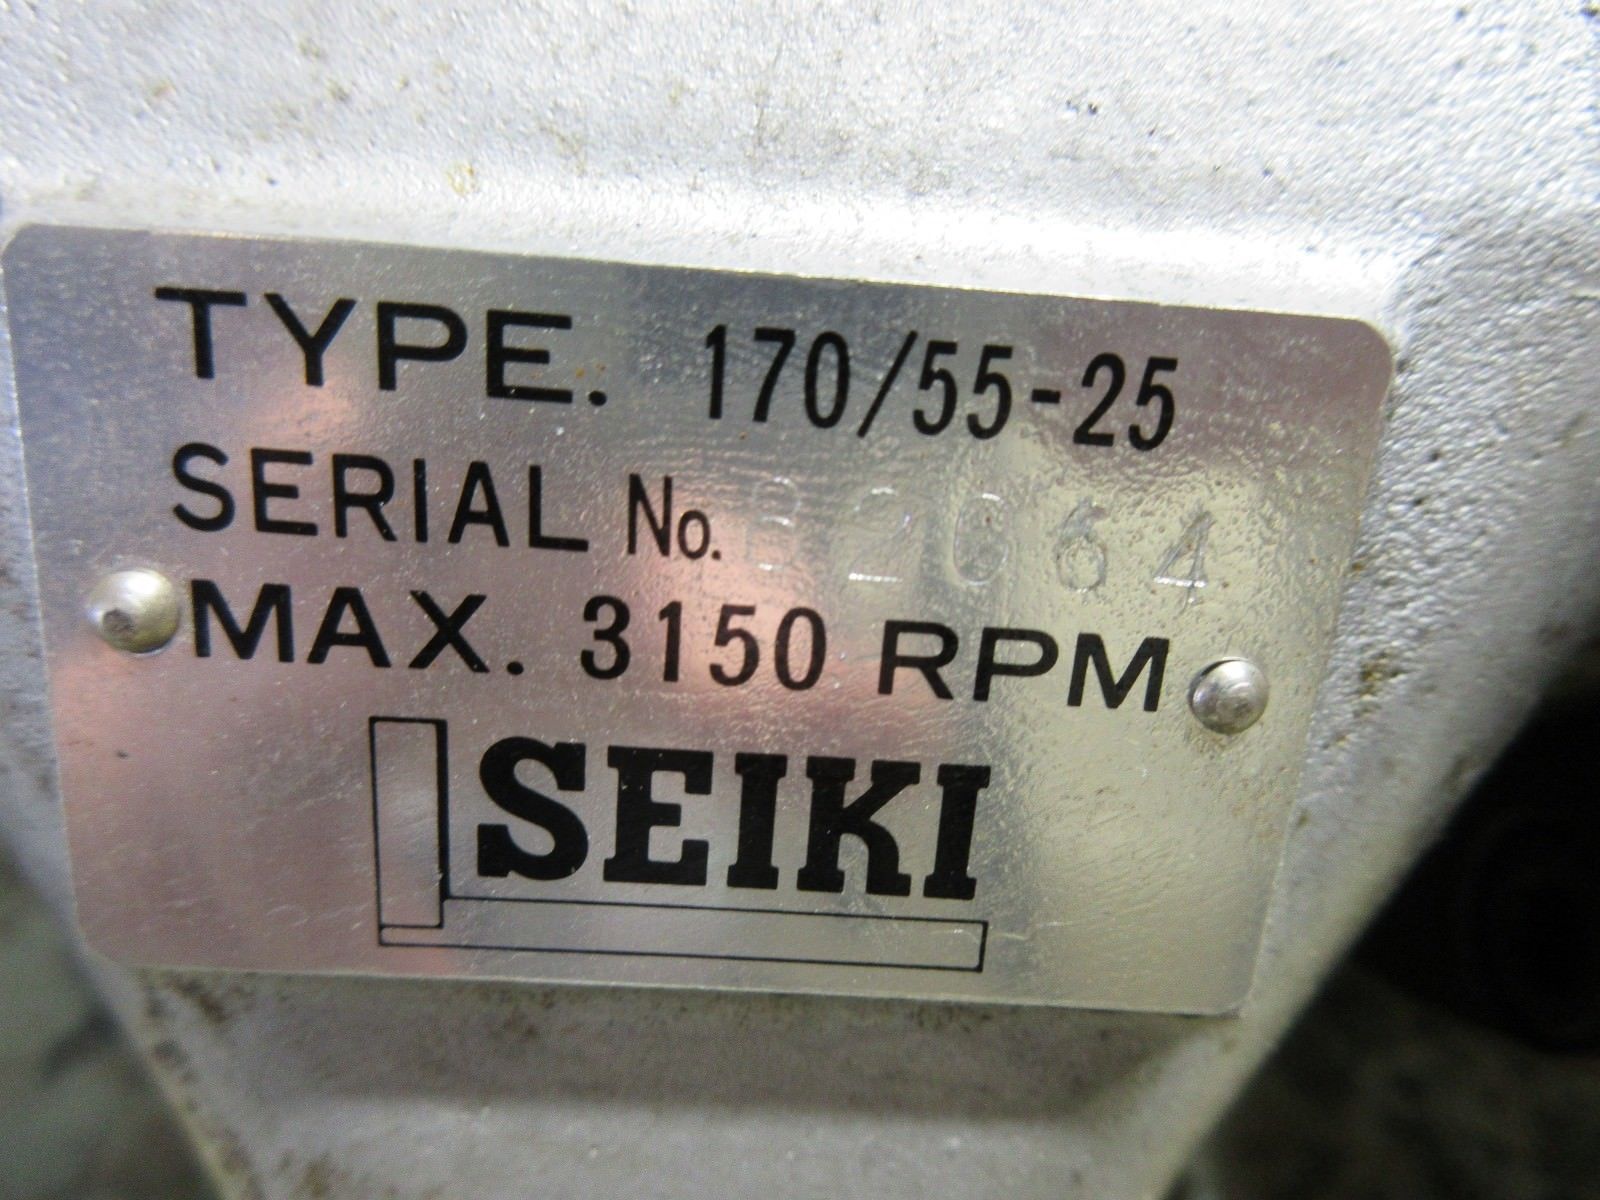 TYPE. 170/55-25
SERIAL No.
MAX. 3150 RPM
SEIKI